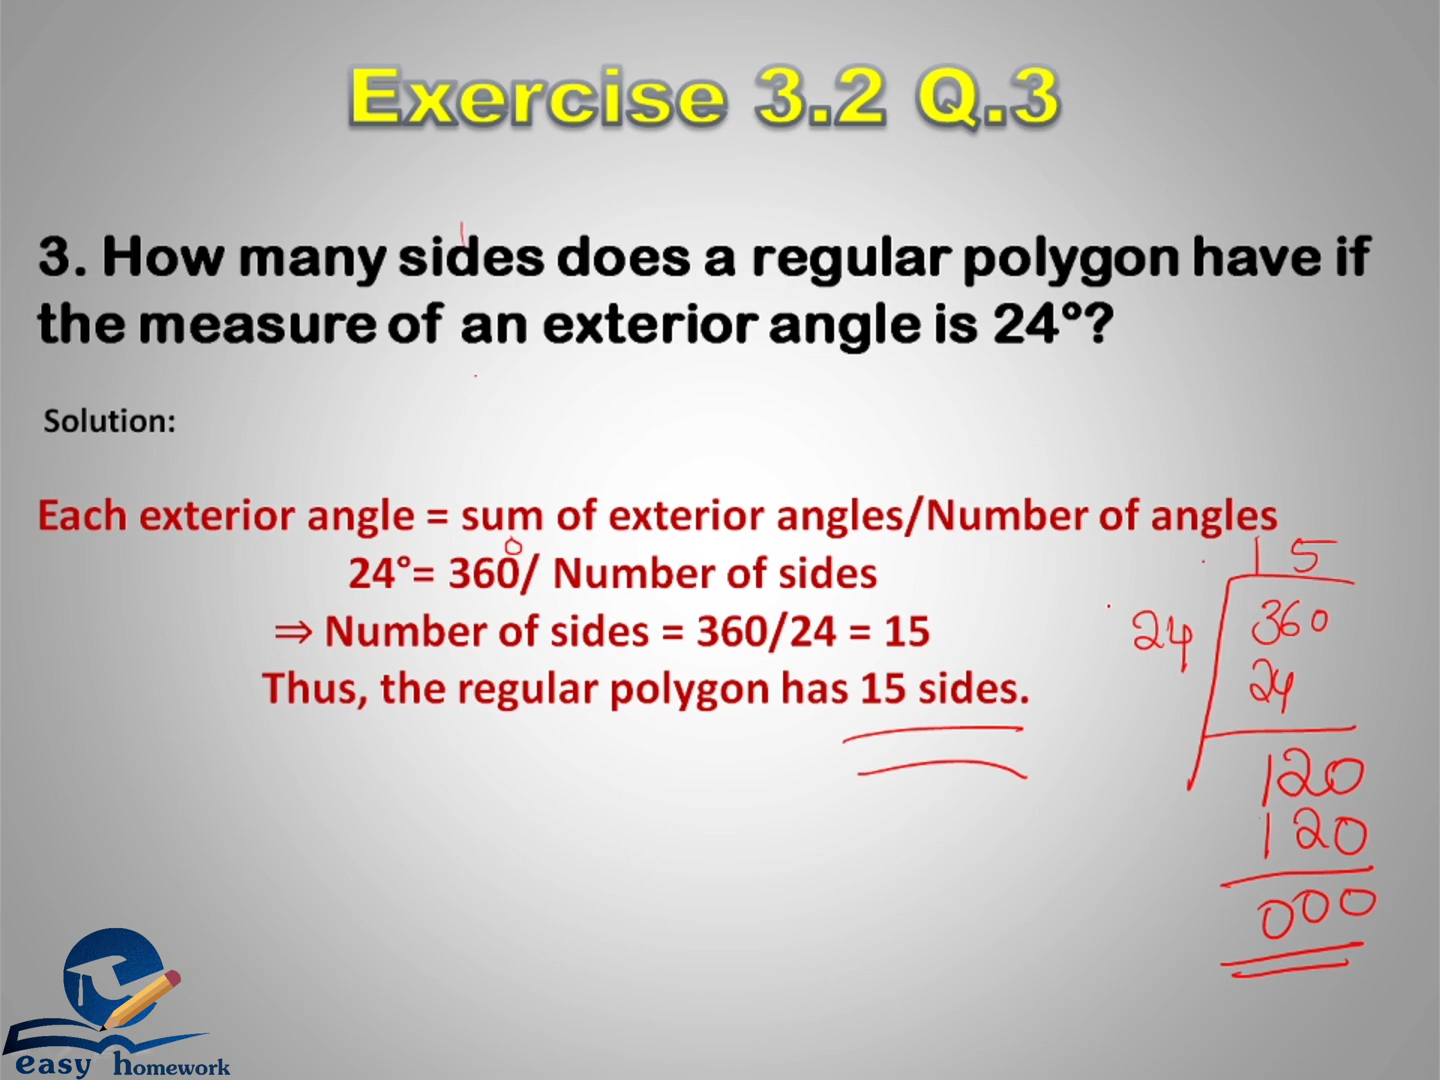 Exercise 3.2 Q.3
3. How many sides does a regular polygon have if
the measure of an exterior angle is 24°?
Solution:
Each exterior angle = sum of exterior angles/Number of angles
24°= 360°/ Number of sides
⇒ Number of sides = 360/24 = 15
Thus, the regular polygon has 15 sides.
15
24 360
24
120
120
000
easy homework